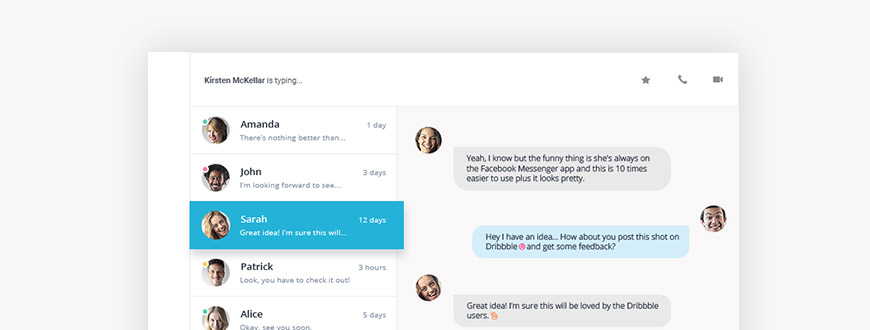 Kirsten McKellar is typing...
Amanda
1 day
There's nothing better than...
John
3 days
I'm looking forward to see...
Sarah
12 days
Great idea! I'm sure this will...
Patrick
3 hours
Look, you have to check it out!
Alice
5 days
Okay, see you soon.
Yeah, I know but the funny thing is she's always on
the Facebook Messenger app and this is 10 times
easier to use plus it looks pretty.
Hey I have an idea... How about you post this shot on
Dribbble and get some feedback?
Great idea! I'm sure this will be loved by the Dribbble
users.